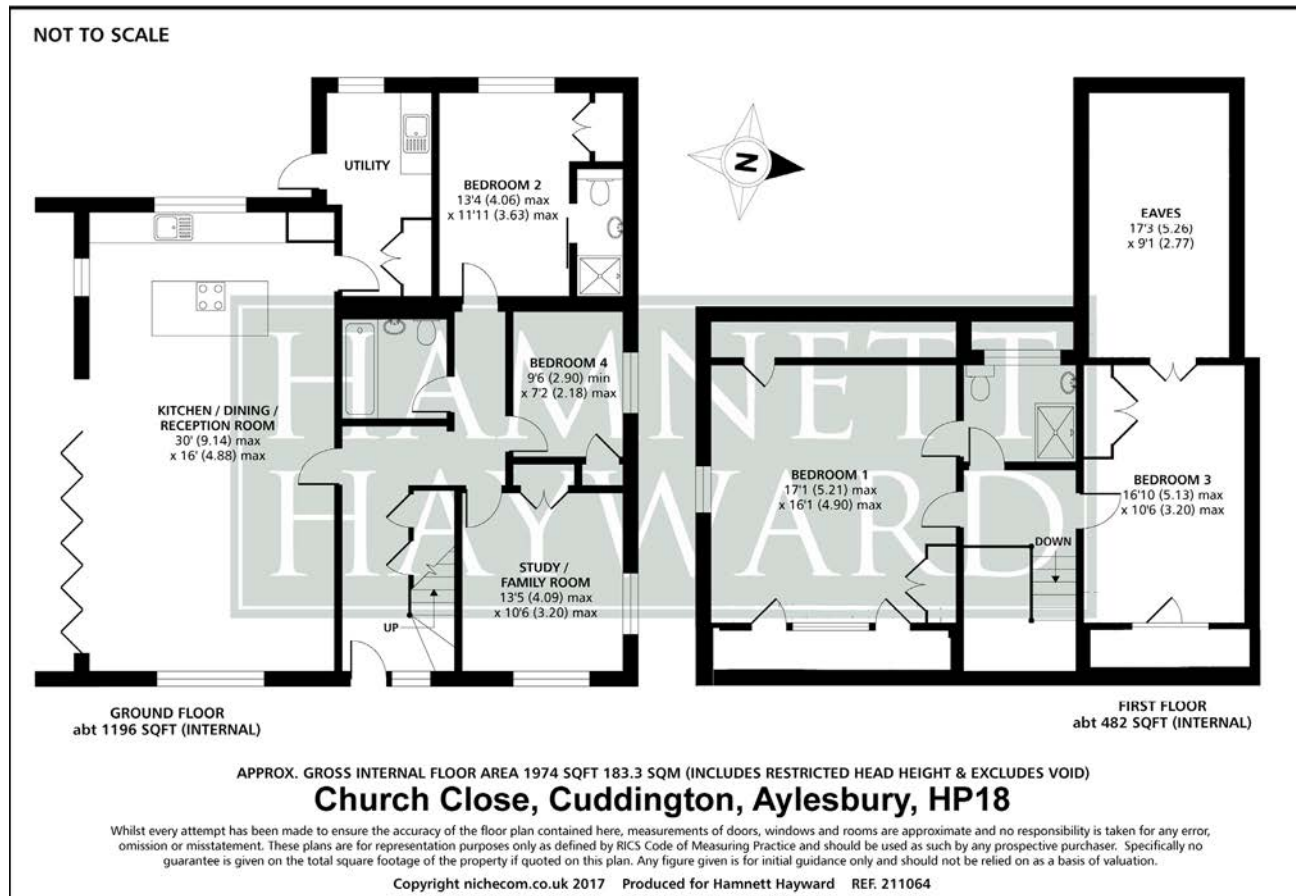 NOT TO SCALE
UTILITY
BEDROOM 2
13'4 (4.06) max
x 11'11 (3.63) max
N
EAVES
17'3 (5.26)
x 9'1 (2.77)
HAMNETT
HAYWARD
BEDROOM 4
9'6 (2.90) min
x 7'2 (2.18) max
KITCHEN / DINING /
RECEPTION ROOM
30' (9.14) max
x 16' (4.88) max
BEDROOM 1
17'1 (5.21) max
x 16'1 (4.90) max
BEDROOM 3
16'10 (5.13) max
x 10'6 (3.20) max
DOWN
STUDY /
FAMILY ROOM
13'5 (4.09) max
x 10'6 (3.20) max
UP
GROUND FLOOR
abt 1196 SQFT (INTERNAL)
FIRST FLOOR
abt 482 SQFT (INTERNAL)
APPROX. GROSS INTERNAL FLOOR AREA 1974 SQFT 183.3 SQM (INCLUDES RESTRICTED HEAD HEIGHT & EXCLUDES VOID)
Church Close, Cuddington, Aylesbury, HP18
Whilst every attempt has been made to ensure the accuracy of the floor plan contained here, measurements of doors, windows and rooms are approximate and no responsibility is taken for any error,
omission or misstatement. These plans are for representation purposes only as defined by RICS Code of Measuring Practice and should be used as such by any prospective purchaser. Specifically no
guarantee is given on the total square footage of the property if quoted on this plan. Any figure given is for initial guidance only and should not be relied on as a basis of valuation.
Copyright nichecom.co.uk 2017 Produced for Hamnett Hayward REF. 211064